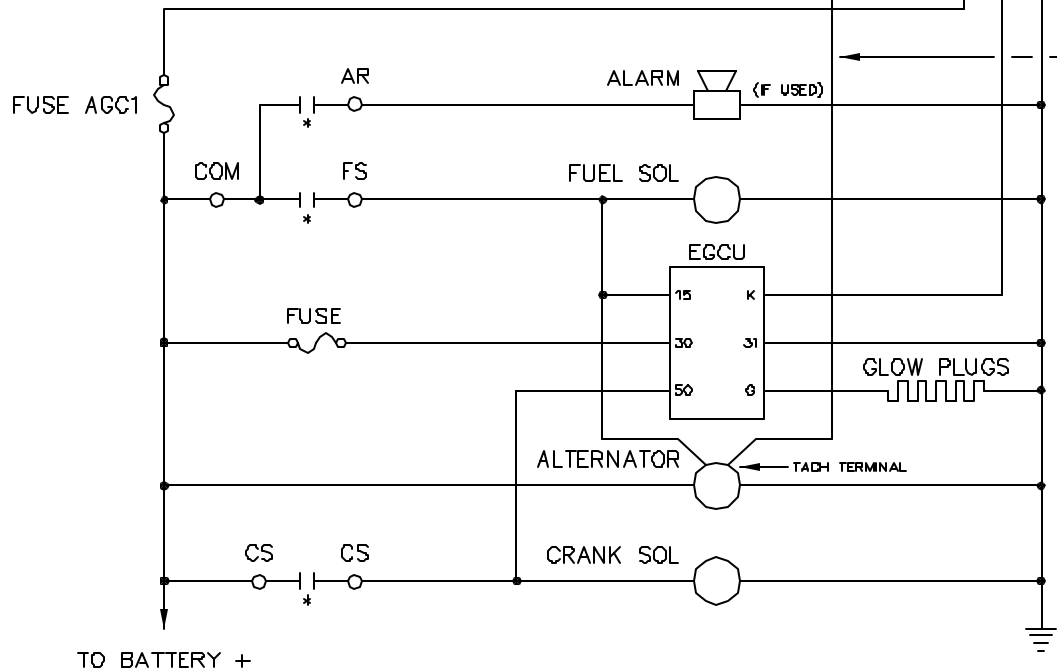 AR
ALARM
(IF USED)
FUSE AGC1
COM
FS
FUEL SOL
EGCU
15 K
FUSE
30 31
GLOW PLUGS
50 G
ALTERNATOR
TACH TERMINAL
CS CS
CRANK SOL
*
*
*
TO BATTERY +